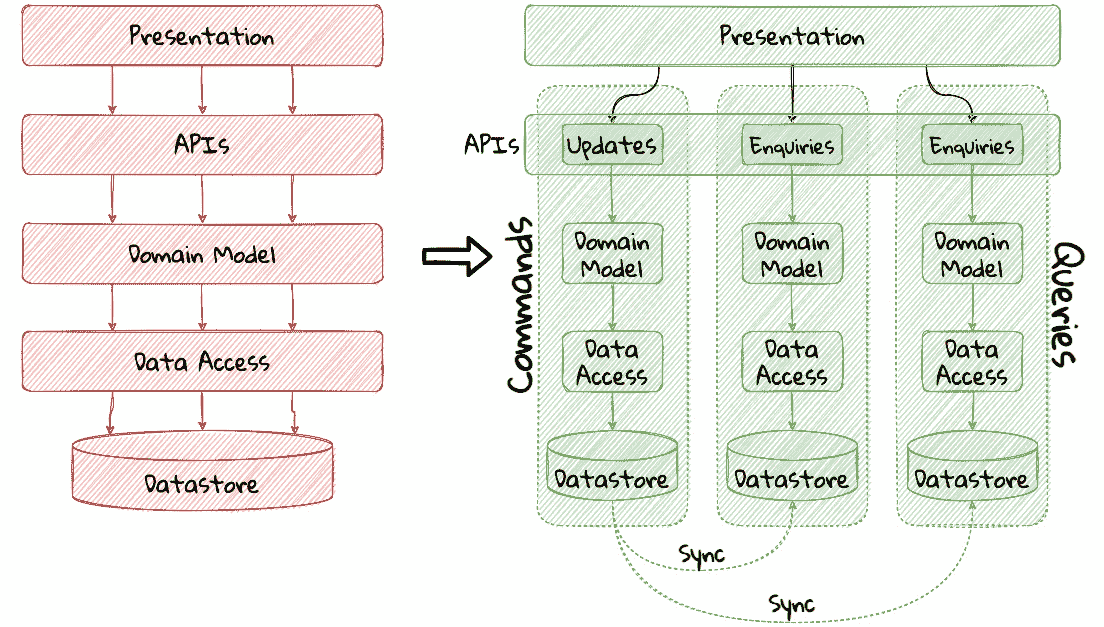 Presentation
APIs
Domain Model
Data Access
Datastore
Presentation
APIs
Updates
Enquiries
Enquiries
Commands
Domain
Model
Domain
Model
Domain
Model
Queries
Data
Access
Data
Access
Data
Access
Datastore
Datastore
Datastore
Sync
Sync